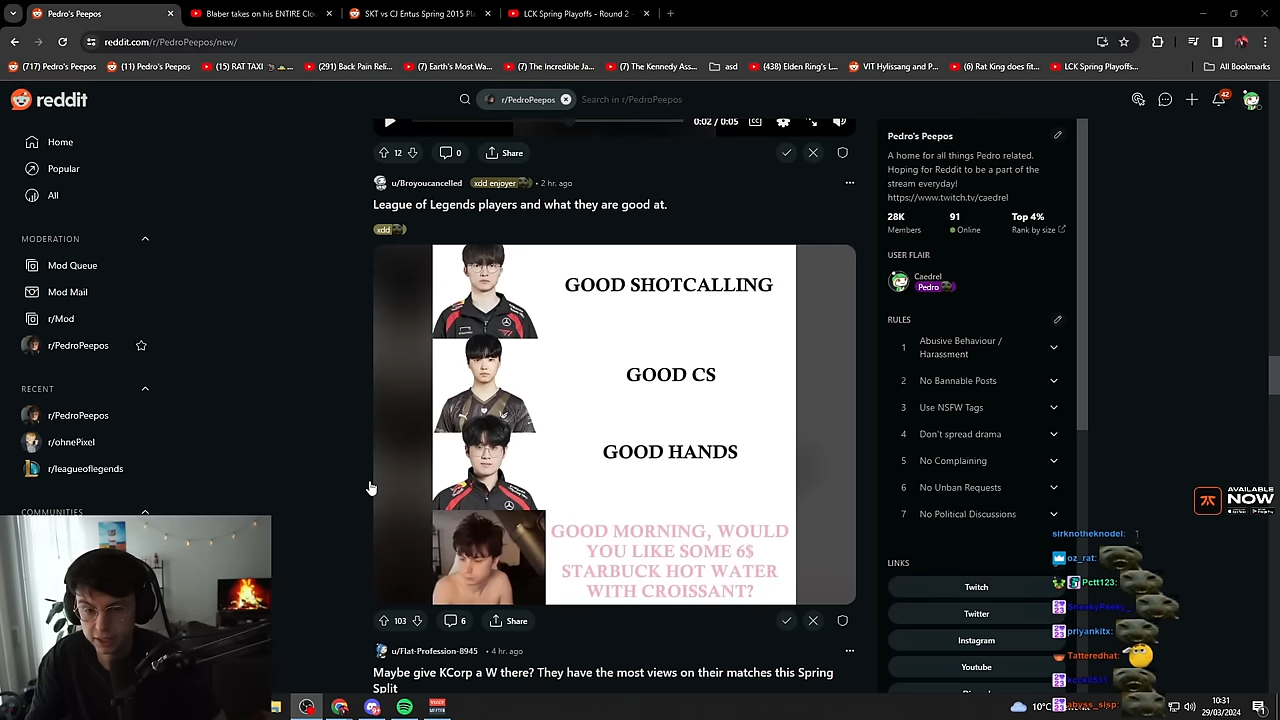 Pedro's Peepos
Blaber takes on his ENTIRE Clo
SKT vs CJ Entus Spring 2015 Pl
LCK Spring Playoffs - Round 2 -
reddit.com/r/PedroPeepos/new/
(717) Pedro's Peepos
(11) Pedro's Peepos
(15) RAT TAXI
(291) Back Pain Reli...
(7) Earth's Most Wa...
(7) The Incredible Ja...
(7) The Kennedy Ass...
asd
(438) Elden Ring's L...
VIT Hylissang and P...
(6) Rat King does fit...
LCK Spring Playoffs...
All Bookmarks
reddit
r/PedroPeepos
Search in r/PedroPeepos
42
Home
Popular
All
MODERATION
Mod Queue
Mod Mail
r/Mod
r/PedroPeepos
RECENT
r/PedroPeepos
r/ohnePixel
r/leagueoflegends
COMMUNITIES
0:02 / 0:05
12
0
Share
u/Broyoucancelled
xdd enjoyer
• 2 hr. ago
League of Legends players and what they are good at.
xdd
GOOD SHOTCALLING
GOOD CS
GOOD HANDS
GOOD MORNING, WOULD
YOU LIKE SOME 6$
STARBUCK HOT WATER
WITH CROISSANT?
103
6
Share
u/Flat-Profession-8945
• 4 hr. ago
Maybe give KCorp a W there? They have the most views on their matches this Spring
Split
Pedro's Peepos
A home for all things Pedro related.
Hoping for Reddit to be a part of the
stream everyday!
https://www.twitch.tv/caedrel
28K
91
Top 4%
Members
Online
Rank by size
USER FLAIR
Caedrel
Pedro
RULES
1
Abusive Behaviour /
Harassment
2
No Bannable Posts
3
Use NSFW Tags
4
Don't spread drama
5
No Complaining
6
No Unban Requests
7
No Political Discussions
LINKS
Twitch
Twitter
Instagram
Youtube
AVAILABLE
NOW
sirknotheknodel:
oz_rat:
Pctt123:
SneakyPeeky_
priyankitx:
Tatteredhat:
abyss_slsp:
10°C
10:31
29/03/2024